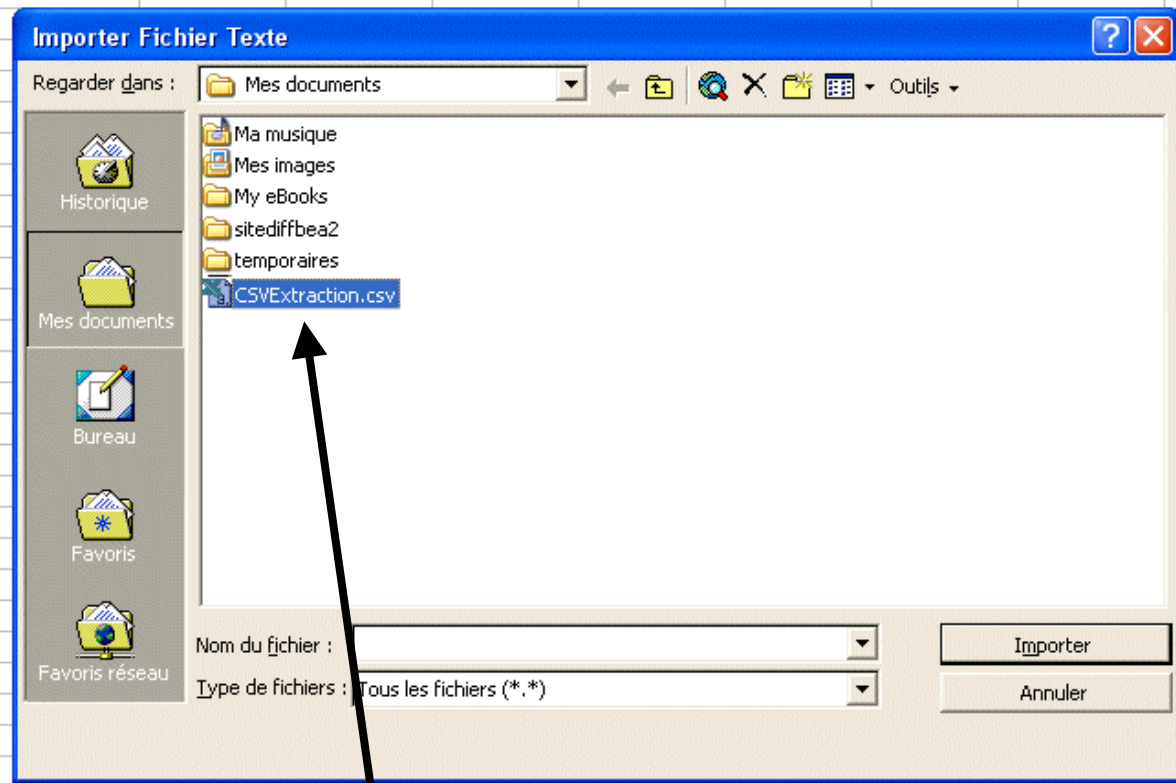 Importer Fichier Texte
Regarder dans : Mes documents Outils
Ma musique
Mes images
My eBooks
sitediffbea2
temporaires
CSVExtraction.csv
Historique
Mes documents
Bureau
Favoris
Favoris réseau
Nom du fichier :
Importer
Type de fichiers : Tous les fichiers (*.*)
Annuler